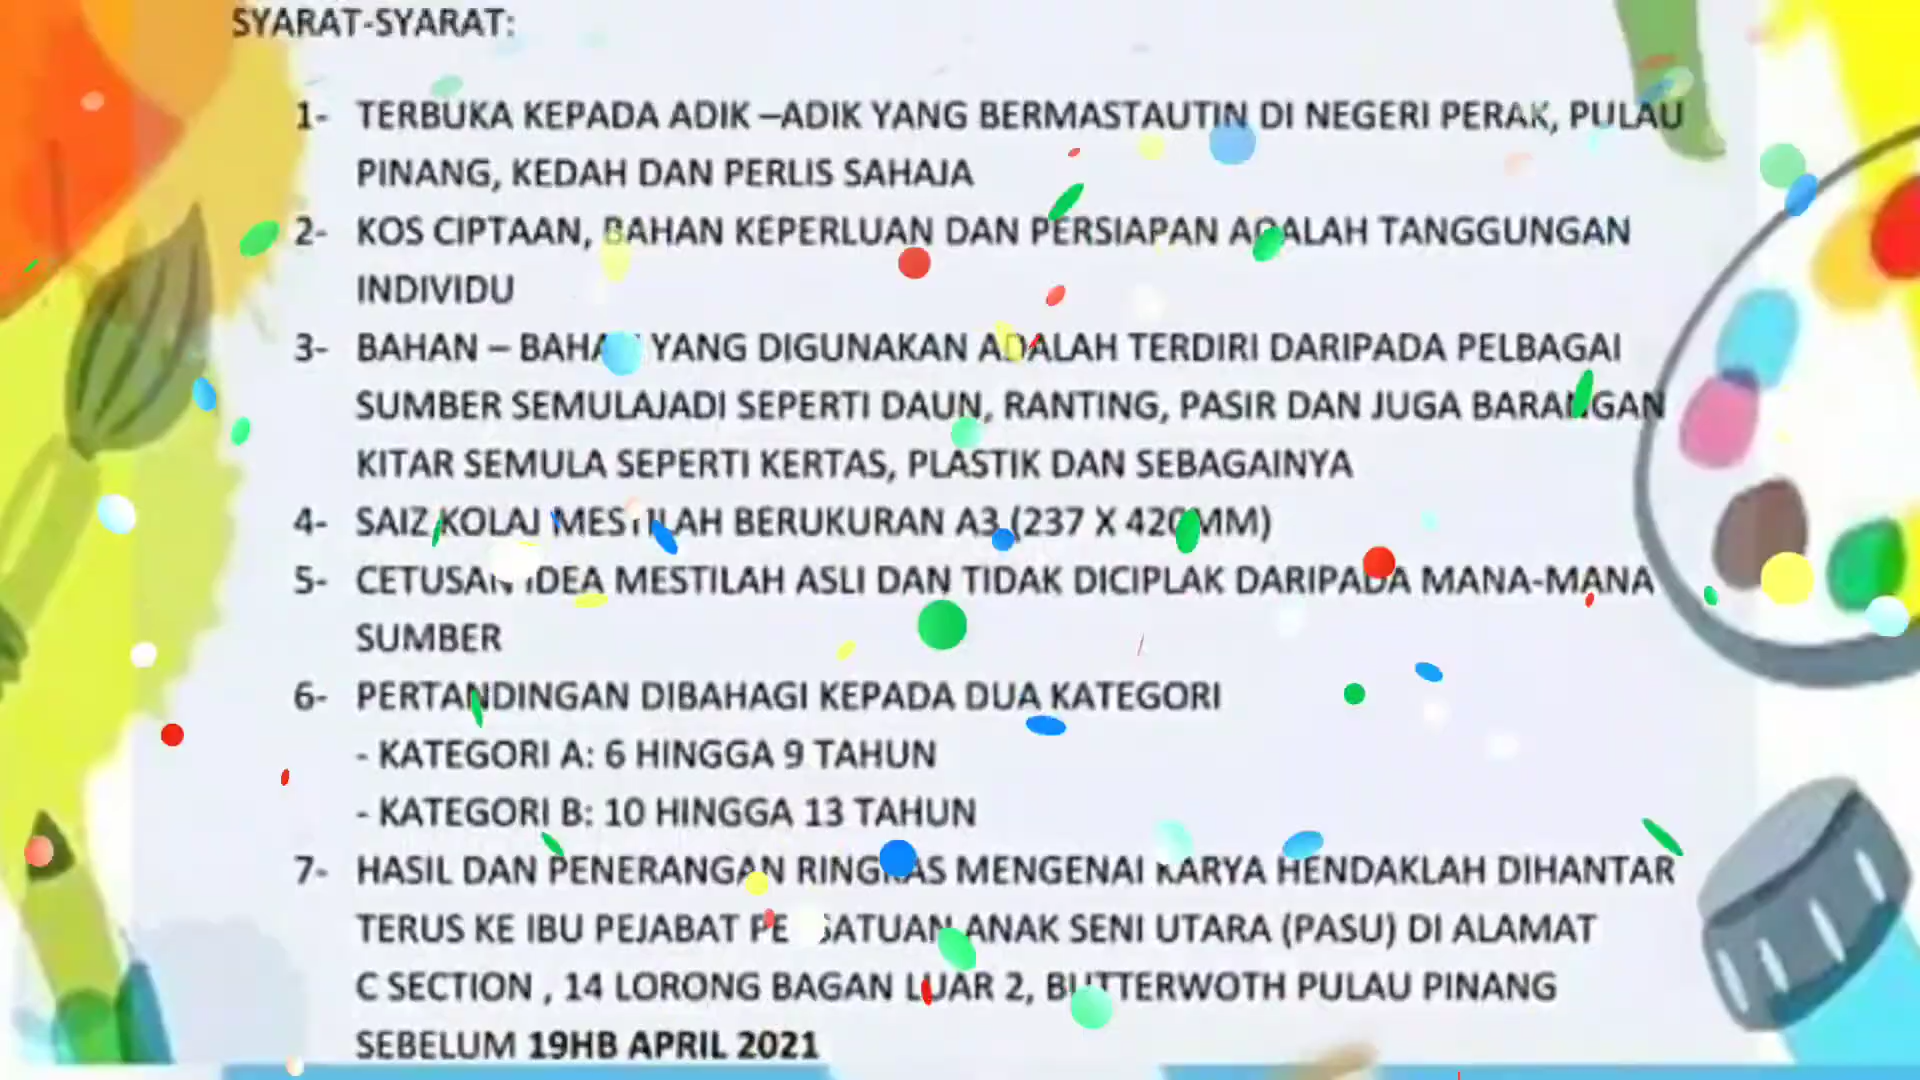 SYARAT-SYARAT:
1- TERBUKA KEPADA ADIK –ADIK YANG BERMASTAUTIN DI NEGERI PERAK, PULAU
PINANG, KEDAH DAN PERLIS SAHAJA
2- KOS CIPTAAN, BAHAN KEPERLUAN DAN PERSIAPAN ADALAH TANGGUNGAN
INDIVIDU
3- BAHAN – BAHAN YANG DIGUNAKAN ADALAH TERDIRI DARIPADA PELBAGAI
SUMBER SEMULAJADI SEPERTI DAUN, RANTING, PASIR DAN JUGA BARANGAN
KITAR SEMULA SEPERTI KERTAS, PLASTIK DAN SEBAGAINYA
4- SAIZ KOLAJ MESTILAH BERUKURAN A3 (237 X 420MM)
5- CETUSAN IDEA MESTILAH ASLI DAN TIDAK DICIPLAK DARIPADA MANA-MANA
SUMBER
6- PERTANDINGAN DIBAHAGI KEPADA DUA KATEGORI
- KATEGORI A: 6 HINGGA 9 TAHUN
- KATEGORI B: 10 HINGGA 13 TAHUN
7- HASIL DAN PENERANGAN RINGKAS MENGENAI KARYA HENDAKLAH DIHANTAR
TERUS KE IBU PEJABAT PERSATUAN ANAK SENI UTARA (PASU) DI ALAMAT
C SECTION , 14 LORONG BAGAN LUAR 2, BUTTERWOTH PULAU PINANG
SEBELUM 19HB APRIL 2021